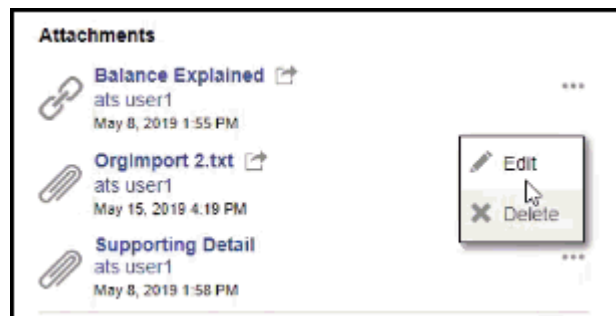 Attachments
Balance Explained
ats user1
May 8, 2019 1:55 PM
OrgImport 2.txt
ats user1
May 15, 2019 4:19 PM
Edit
Delete
Supporting Detail
ats user1
May 8, 2019 1:58 PM